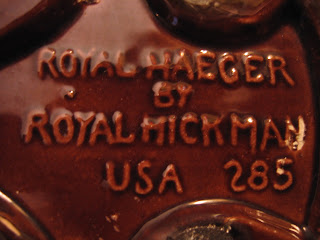 ROYAL HAEGER
BY
ROYAL HICKMAN
USA 285